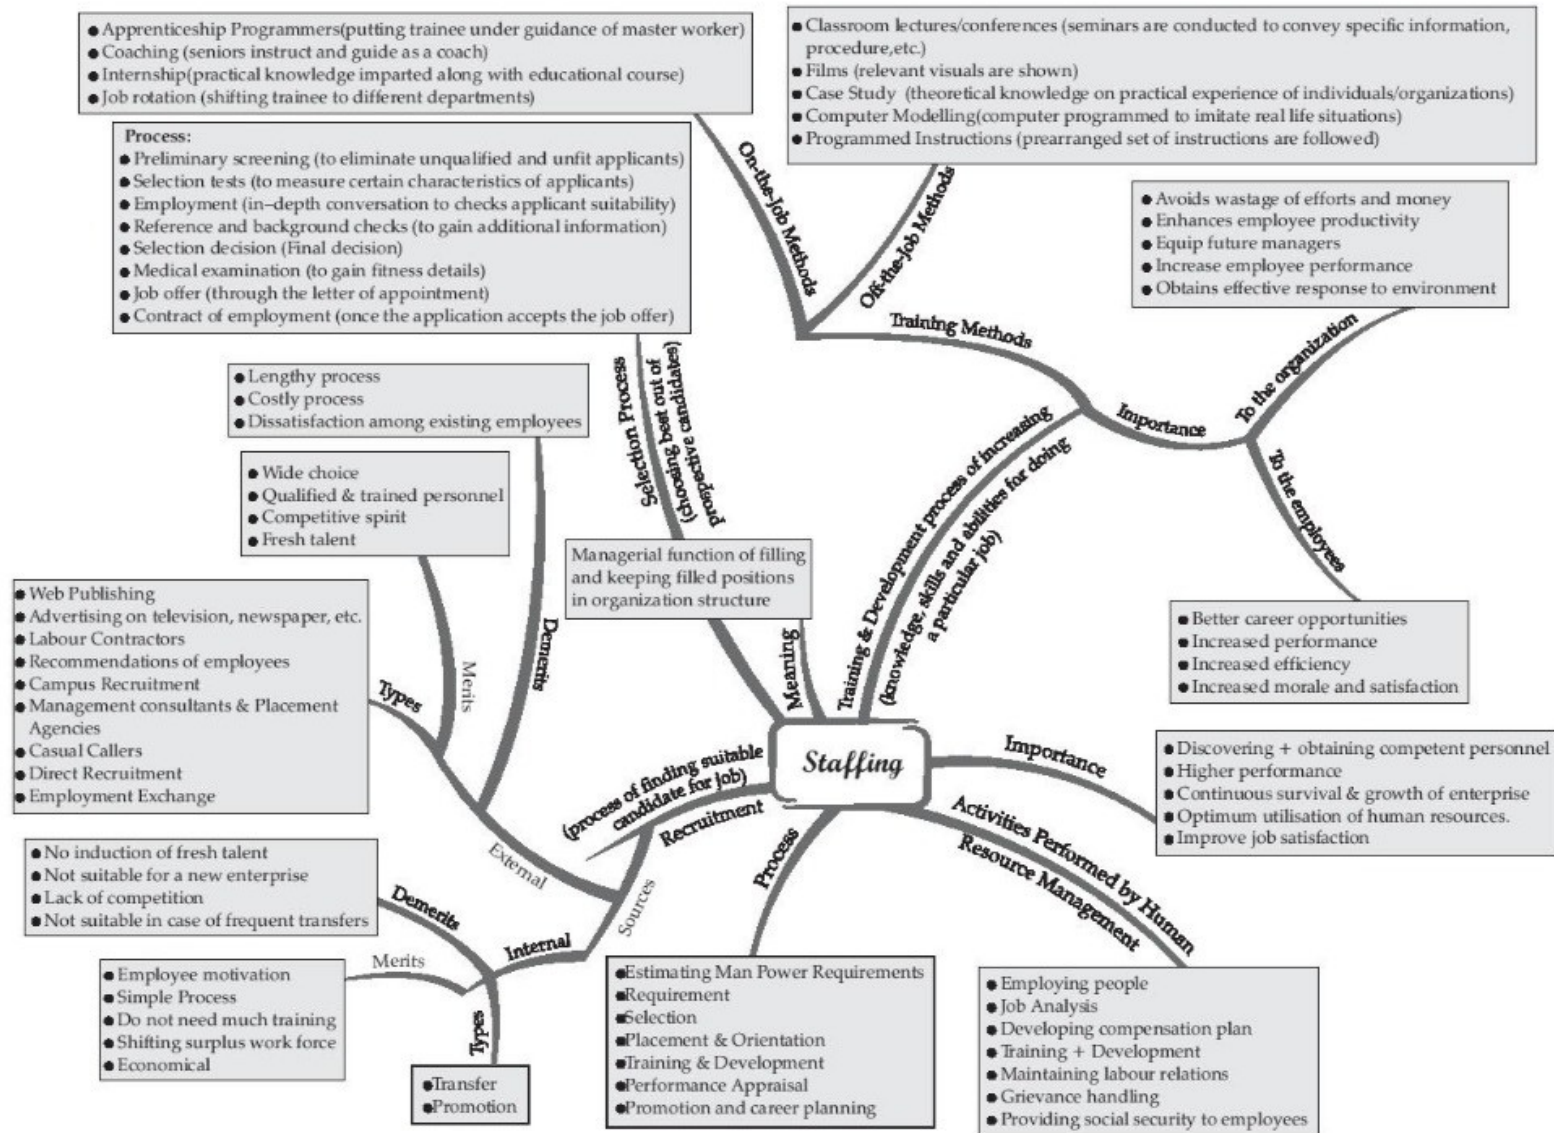 ● Apprenticeship Programmers(putting trainee under guidance of master worker)
● Coaching (seniors instruct and guide as a coach)
● Internship(practical knowledge imparted along with educational course)
● Job rotation (shifting trainee to different departments)
● Classroom lectures/conferences (seminars are conducted to convey specific information,
procedure,etc.)
● Films (relevant visuals are shown)
● Case Study (theoretical knowledge on practical experience of individuals/organizations)
● Computer Modelling(computer programmed to imitate real life situations)
● Programmed Instructions (prearranged set of instructions are followed)
Process:
● Preliminary screening (to eliminate unqualified and unfit applicants)
● Selection tests (to measure certain characteristics of applicants)
● Employment (in–depth conversation to checks applicant suitability)
● Reference and background checks (to gain additional information)
● Selection decision (Final decision)
● Medical examination (to gain fitness details)
● Job offer (through the letter of appointment)
● Contract of employment (once the application accepts the job offer)
On-the-Job Methods
Off-the-Job Methods
Training Methods
● Avoids wastage of efforts and money
● Enhances employee productivity
● Equip future managers
● Increase employee performance
● Obtains effective response to environment
To the organization
Importance
To the employees
● Better career opportunities
● Increased performance
● Increased efficiency
● Increased morale and satisfaction
Selection Process
(choosing best out of
prospective candidates)
Training & Development process of increasing
(knowledge, skills and abilities for doing
a particular job)
● Lengthy process
● Costly process
● Dissatisfaction among existing employees
● Wide choice
● Qualified & trained personnel
● Competitive spirit
● Fresh talent
Managerial function of filling
and keeping filled positions
in organization structure
Meaning
● Web Publishing
● Advertising on television, newspaper, etc.
● Labour Contractors
● Recommendations of employees
● Campus Recruitment
● Management consultants & Placement
Agencies
● Casual Callers
● Direct Recruitment
● Employment Exchange
Types
Merits
Demerits
External
(process of finding suitable
candidate for job)
Recruitment
Sources
Staffing
Importance
● Discovering + obtaining competent personnel
● Higher performance
● Continuous survival & growth of enterprise
● Optimum utilisation of human resources.
● Improve job satisfaction
Activities Performed by Human
Resource Management
Process
● No induction of fresh talent
● Not suitable for a new enterprise
● Lack of competition
● Not suitable in case of frequent transfers
Demerits
Internal
Merits
● Employee motivation
● Simple Process
● Do not need much training
● Shifting surplus work force
● Economical
Types
● Transfer
● Promotion
● Estimating Man Power Requirements
● Requirement
● Selection
● Placement & Orientation
● Training & Development
● Performance Appraisal
● Promotion and career planning
● Employing people
● Job Analysis
● Developing compensation plan
● Training + Development
● Maintaining labour relations
● Grievance handling
● Providing social security to employees